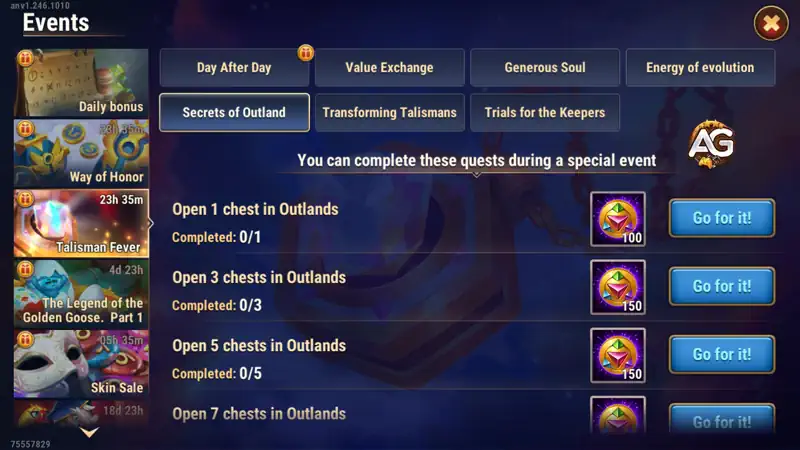 anv1.246.1010
Events
Daily bonus
23h 35m
Way of Honor
23h 35m
Talisman Fever
4d 23h
The Legend of the
Golden Goose. Part 1
05h 35m
Skin Sale
18d 23h
75557829
Day After Day
Value Exchange
Generous Soul
Energy of evolution
Secrets of Outland
Transforming Talismans
Trials for the Keepers
AG
You can complete these quests during a special event
Open 1 chest in Outlands
Completed: 0/1
100
Go for it!
Open 3 chests in Outlands
Completed: 0/3
150
Go for it!
Open 5 chests in Outlands
Completed: 0/5
150
Go for it!
Open 7 chests in Outlands
Go for it!